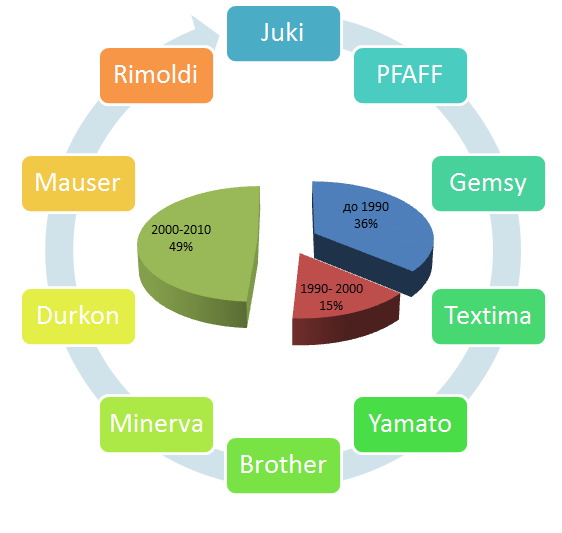 Juki
PFAFF
Gemsy
Textima
Yamato
Brother
Minerva
Durkon
Mauser
Rimoldi
до 1990
36%
1990- 2000
15%
2000-2010
49%